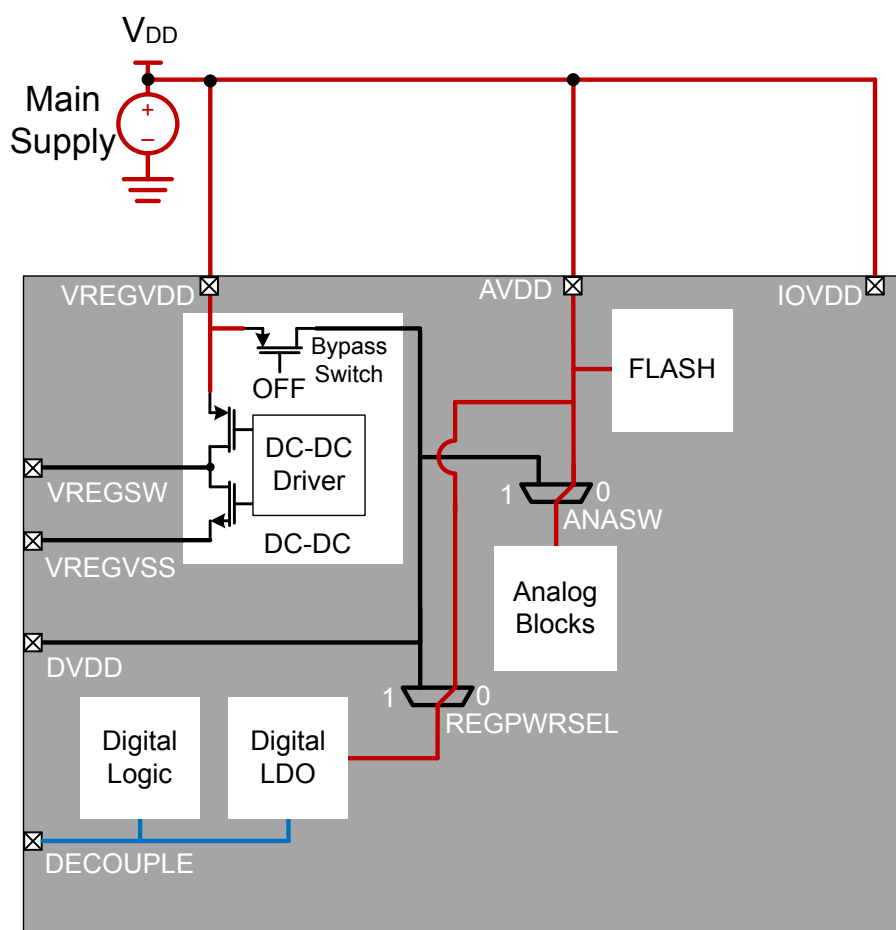 VDD
Main
Supply
+
–
VREGVDD
AVDD
IOVDD
Bypass
Switch
OFF
FLASH
DC-DC
Driver
VREGSW
1
0
ANASW
DC-DC
VREGVSS
Analog
Blocks
DVDD
1
0
REGPWRSEL
Digital
Logic
Digital
LDO
DECOUPLE